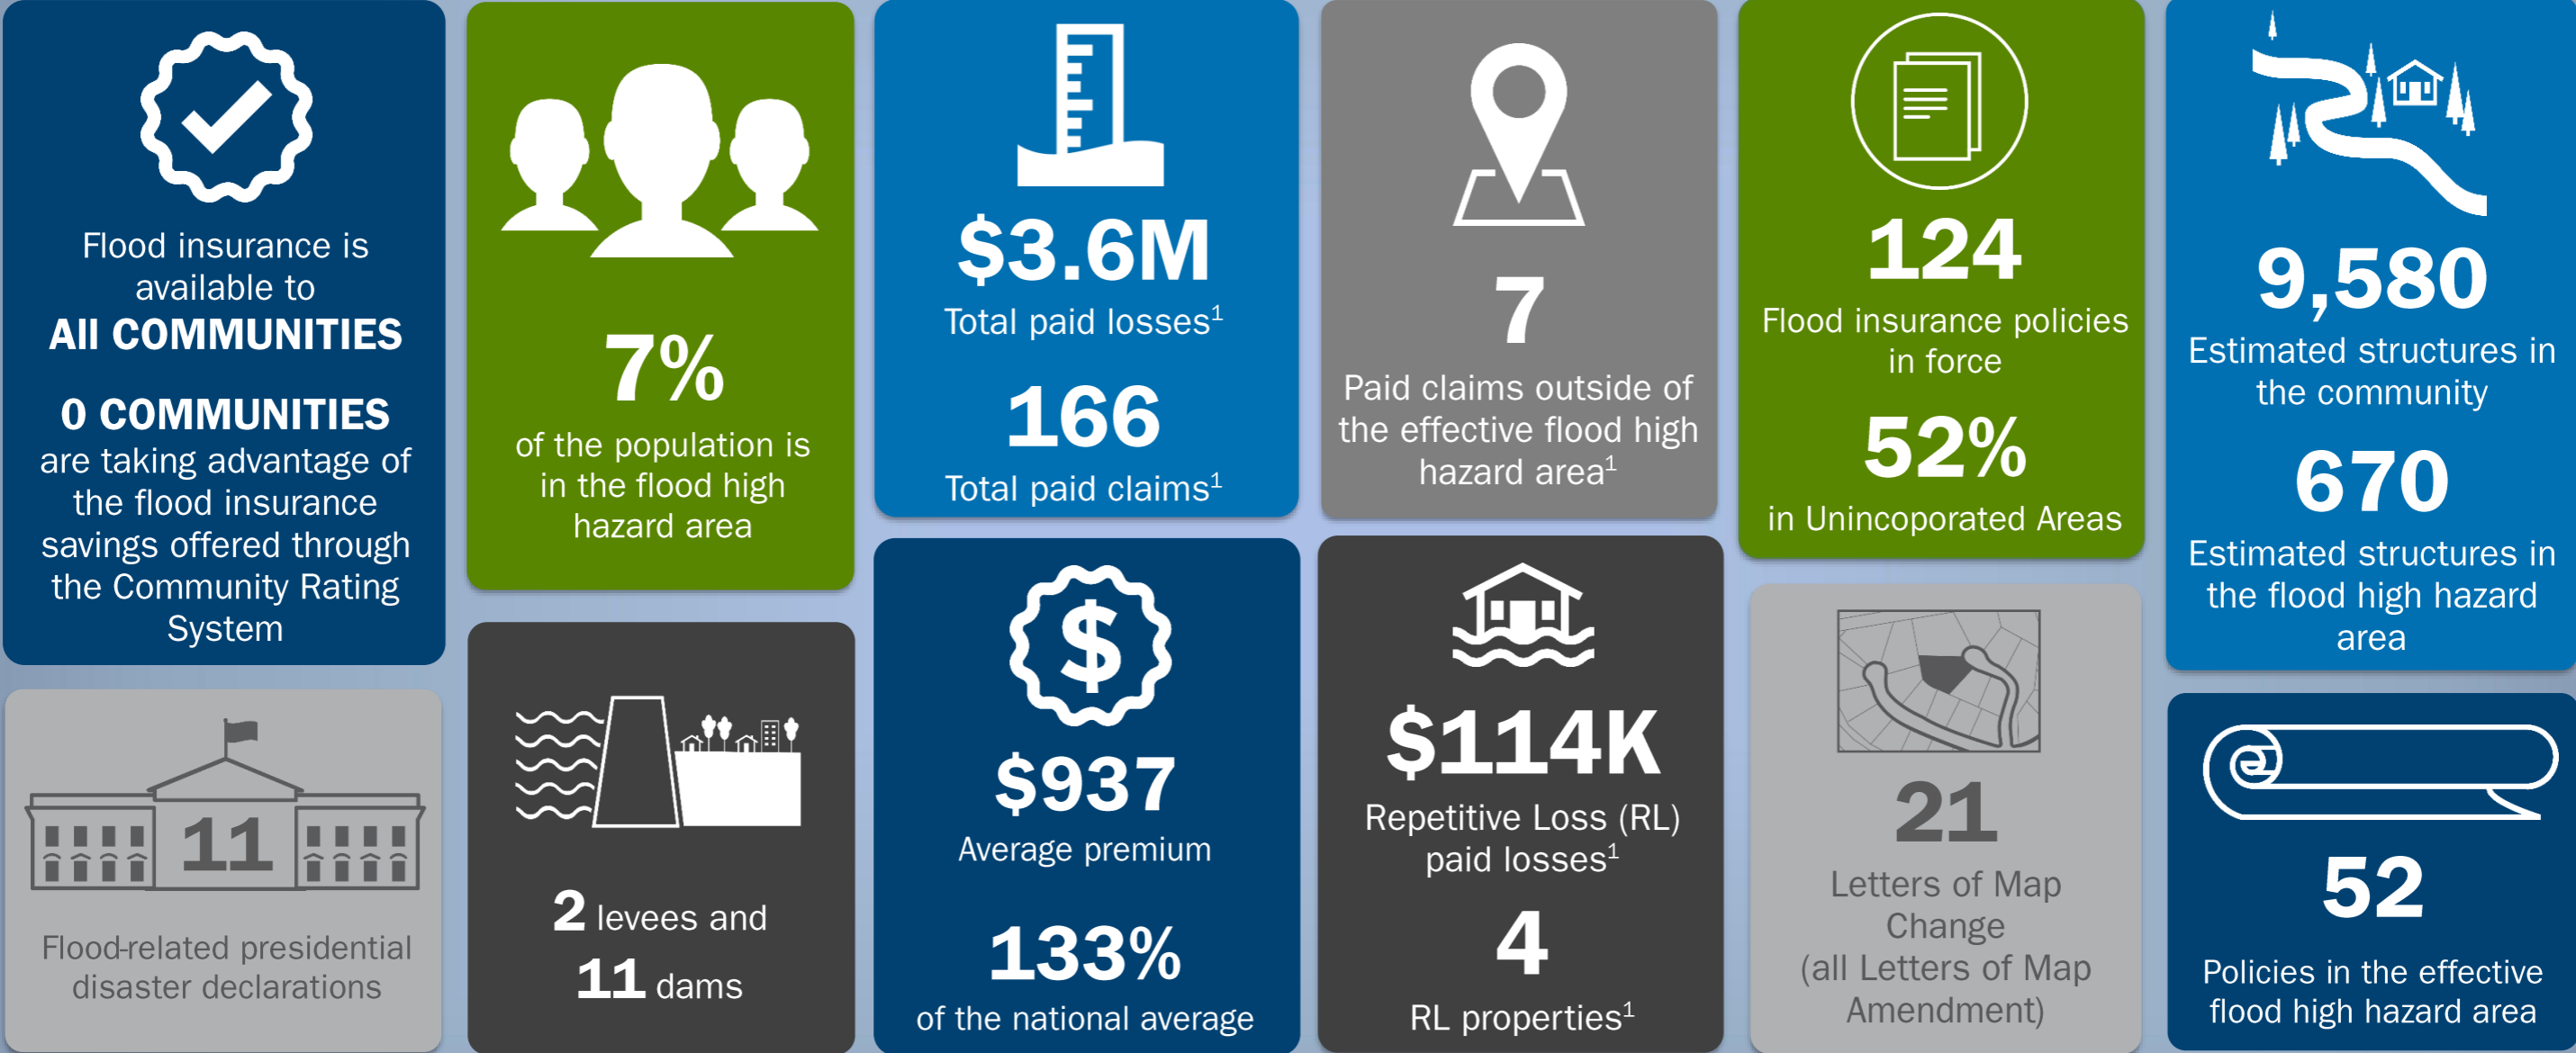 Flood insurance is
available to
All COMMUNITIES
0 COMMUNITIES
are taking advantage of
the flood insurance
savings offered through
the Community Rating
System
11
Flood-related presidential
disaster declarations
7%
of the population is
in the flood high
hazard area
2 levees and
11 dams
$3.6M
Total paid losses¹
166
Total paid claims¹
$
$937
Average premium
133%
of the national average
7
Paid claims outside of
the effective flood high
hazard area¹
$114K
Repetitive Loss (RL)
paid losses¹
4
RL properties¹
124
Flood insurance policies
in force
52%
in Unincoporated Areas
21
Letters of Map
Change
(all Letters of Map
Amendment)
9,580
Estimated structures in
the community
670
Estimated structures in
the flood high hazard
area
52
Policies in the effective
flood high hazard area